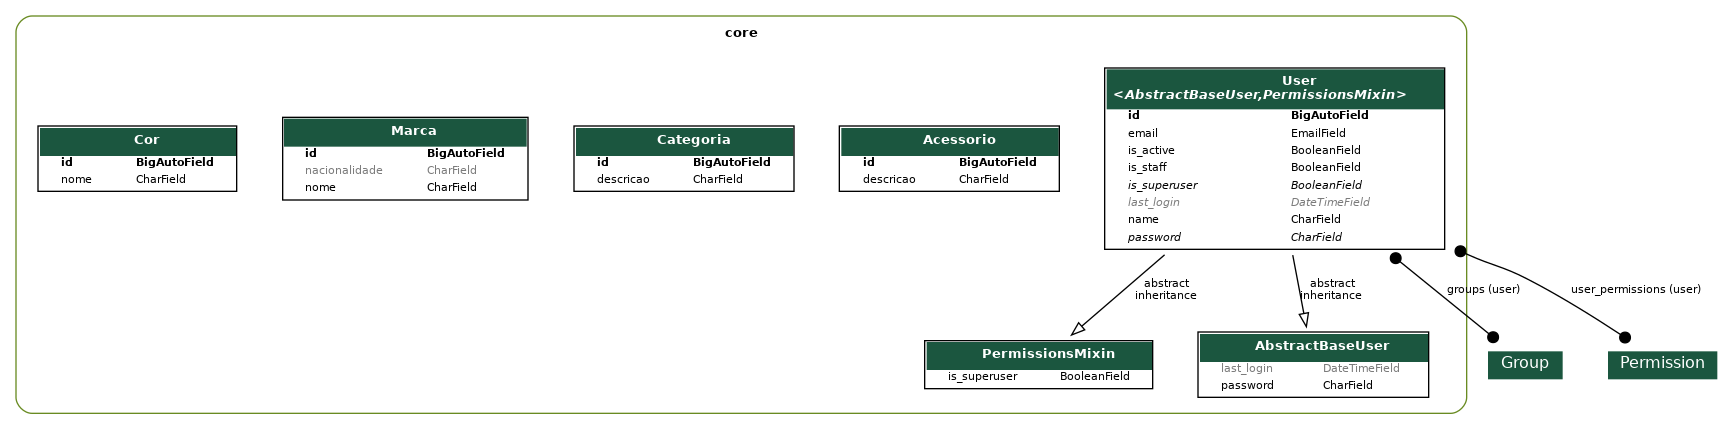 core
Cor
id BigAutoField
nome CharField
Marca
id BigAutoField
nacionalidade CharField
nome CharField
Categoria
id BigAutoField
descricao CharField
Acessorio
id BigAutoField
descricao CharField
User
<AbstractBaseUser,PermissionsMixin>
id BigAutoField
email EmailField
is_active BooleanField
is_staff BooleanField
is_superuser BooleanField
last_login DateTimeField
name CharField
password CharField
abstract
inheritance
abstract
inheritance
groups (user)
user_permissions (user)
PermissionsMixin
is_superuser BooleanField
AbstractBaseUser
last_login DateTimeField
password CharField
Group
Permission